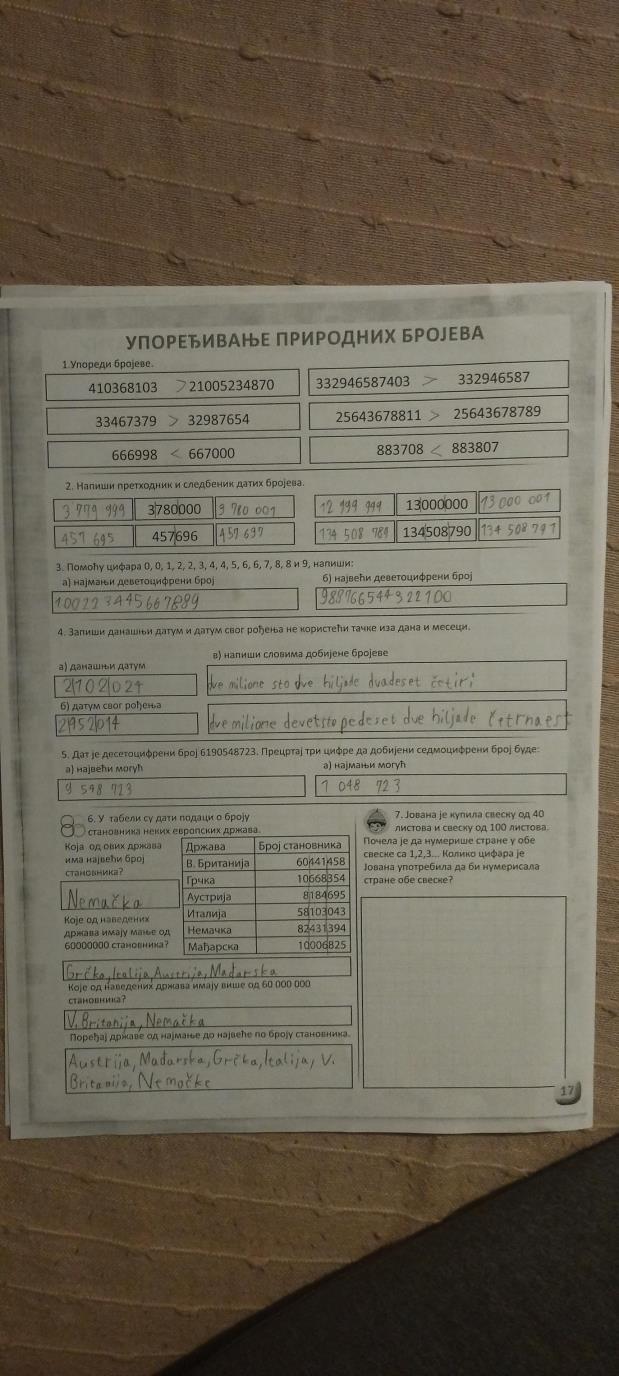 УПОРЕЂИВАЊЕ ПРИРОДНИХ БРОЈЕВА
1.Упореди бројеве.
410368103 > 21005234870 332946587403 > 332946587
33467379 > 32987654 25643678811 > 25643678789
666998 < 667000 883708 < 883807
2. Напиши претходник и следбеник датих бројева.
3 779 999 3780000 3 780 001 12 999 999 13000000 13 000 001
457 695 457696 457 697 134 508 789 134508790 134 508 791
3. Помоћу цифара 0, 0, 1, 2, 2, 3, 4, 4, 5, 6, 6, 7, 8, 8 и 9, напиши:
а) најмањи деветоцифрени број б) највећи деветоцифрени број
100223445667889 988766544322100
4. Запиши данашњи датум и датум свог рођења не користећи тачке иза дана и месеци.
в) напиши словима добијене бројеве
а) данашњи датум
2102024 dve milione sto dve hiljade dvadeset četiri
б) датум свог рођења
2952014 dve milione devetsto pedeset dve hiljade četrnaest
5. Дат је десетоцифрени број 6190548723. Прецртај три цифре да добијени седмоцифрени број буде:
а) највећи могућ а) најмањи могућ
9 548 723 1 048 723
6. У табели су дати подаци о броју
становника неких европских држава.
Која од ових држава
има највећи број
становника?
Nemačka
Које од наведених
држава имају мање од
60000000 становника?
Држава Број становника
В. Британија 60441458
Грчка 10668354
Аустрија 8184695
Италија 58103043
Немачка 82431394
Мађарска 10006825
Grčka, Italija, Austrija, Mađarska
Које од наведених држава имају више од 60 000 000
становника?
V. Britanija, Nemačka
Поређај државе од најмање до највеће по броју становника.
Austrija, Mađarska, Grčka, Italija, V.
Britanija, Nemačke
7. Јована је купила свеску од 40
листова и свеску од 100 листова.
Почела је да нумерише стране у обе
свеске са 1,2,3... Колико цифара је
Јована употребила да би нумерисала
стране обе свеске?
17